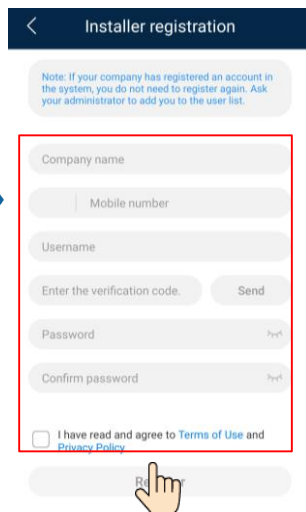 Installer registration
Note: If your company has registered an account in
the system, you do not need to register again. Ask
your administrator to add you to the user list.
Company name
Mobile number
Username
Enter the verification code. Send
Password
Confirm password
I have read and agree to Terms of Use and
Privacy Policy